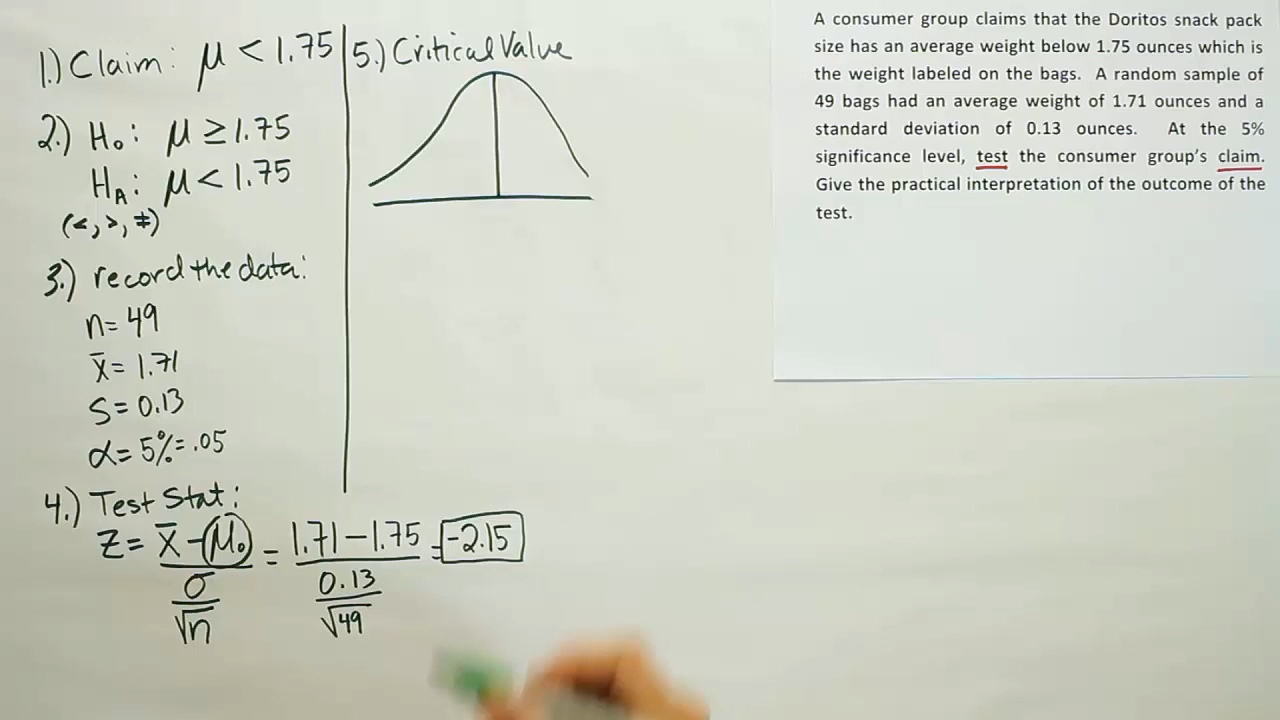 1.) Claim: μ < 1.75
2.) H₀: μ ≥ 1.75
H_A: μ < 1.75
(<, >, ≠)
3.) record the data:
n = 49
x̄ = 1.71
S = 0.13
α = 5% = .05
4.) Test Stat:
Z = x̄ - μ₀ = 1.71 - 1.75 = -2.15
σ 0.13
√n √49
5.) Critical Value
A consumer group claims that the Doritos snack pack
size has an average weight below 1.75 ounces which is
the weight labeled on the bags. A random sample of
49 bags had an average weight of 1.71 ounces and a
standard deviation of 0.13 ounces. At the 5%
significance level, test the consumer group's claim.
Give the practical interpretation of the outcome of the
test.